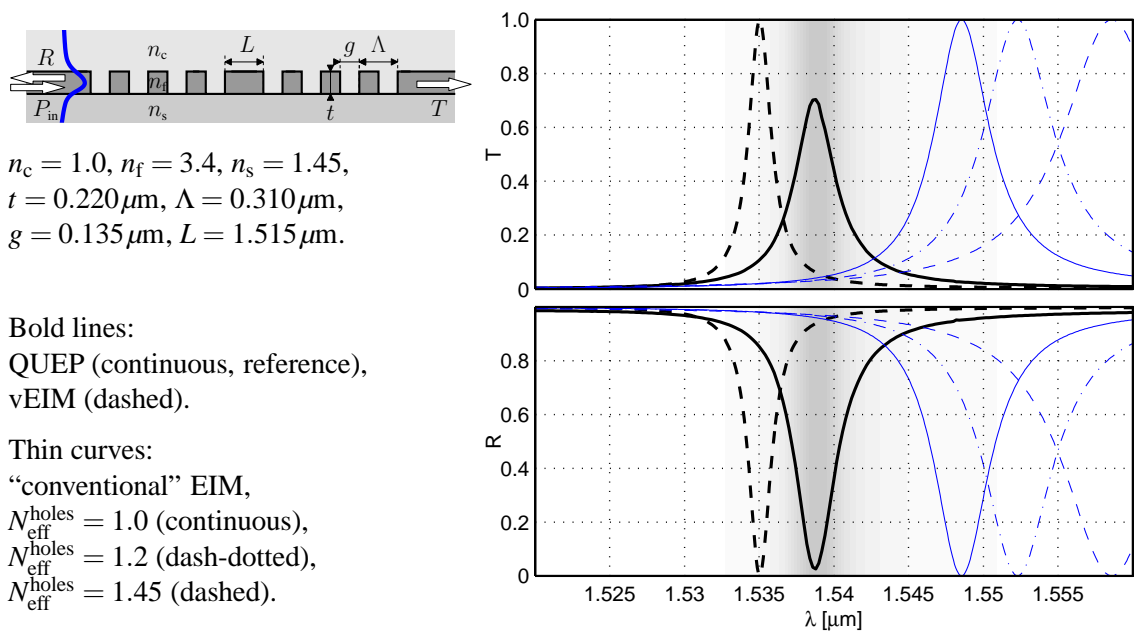 R
n_c
L
g
Λ
n_f
P_in
n_s
t
T
n_c = 1.0, n_f = 3.4, n_s = 1.45,
t = 0.220 μm, Λ = 0.310 μm,
g = 0.135 μm, L = 1.515 μm.
Bold lines:
QUEP (continuous, reference),
vEIM (dashed).
Thin curves:
“conventional” EIM,
N_eff^holes = 1.0 (continuous),
N_eff^holes = 1.2 (dash-dotted),
N_eff^holes = 1.45 (dashed).
1.0
0.8
0.6
0.4
0.2
0
T
0.8
0.6
0.4
0.2
0
R
1.525 1.53 1.535 1.54 1.545 1.55 1.555
λ [μm]